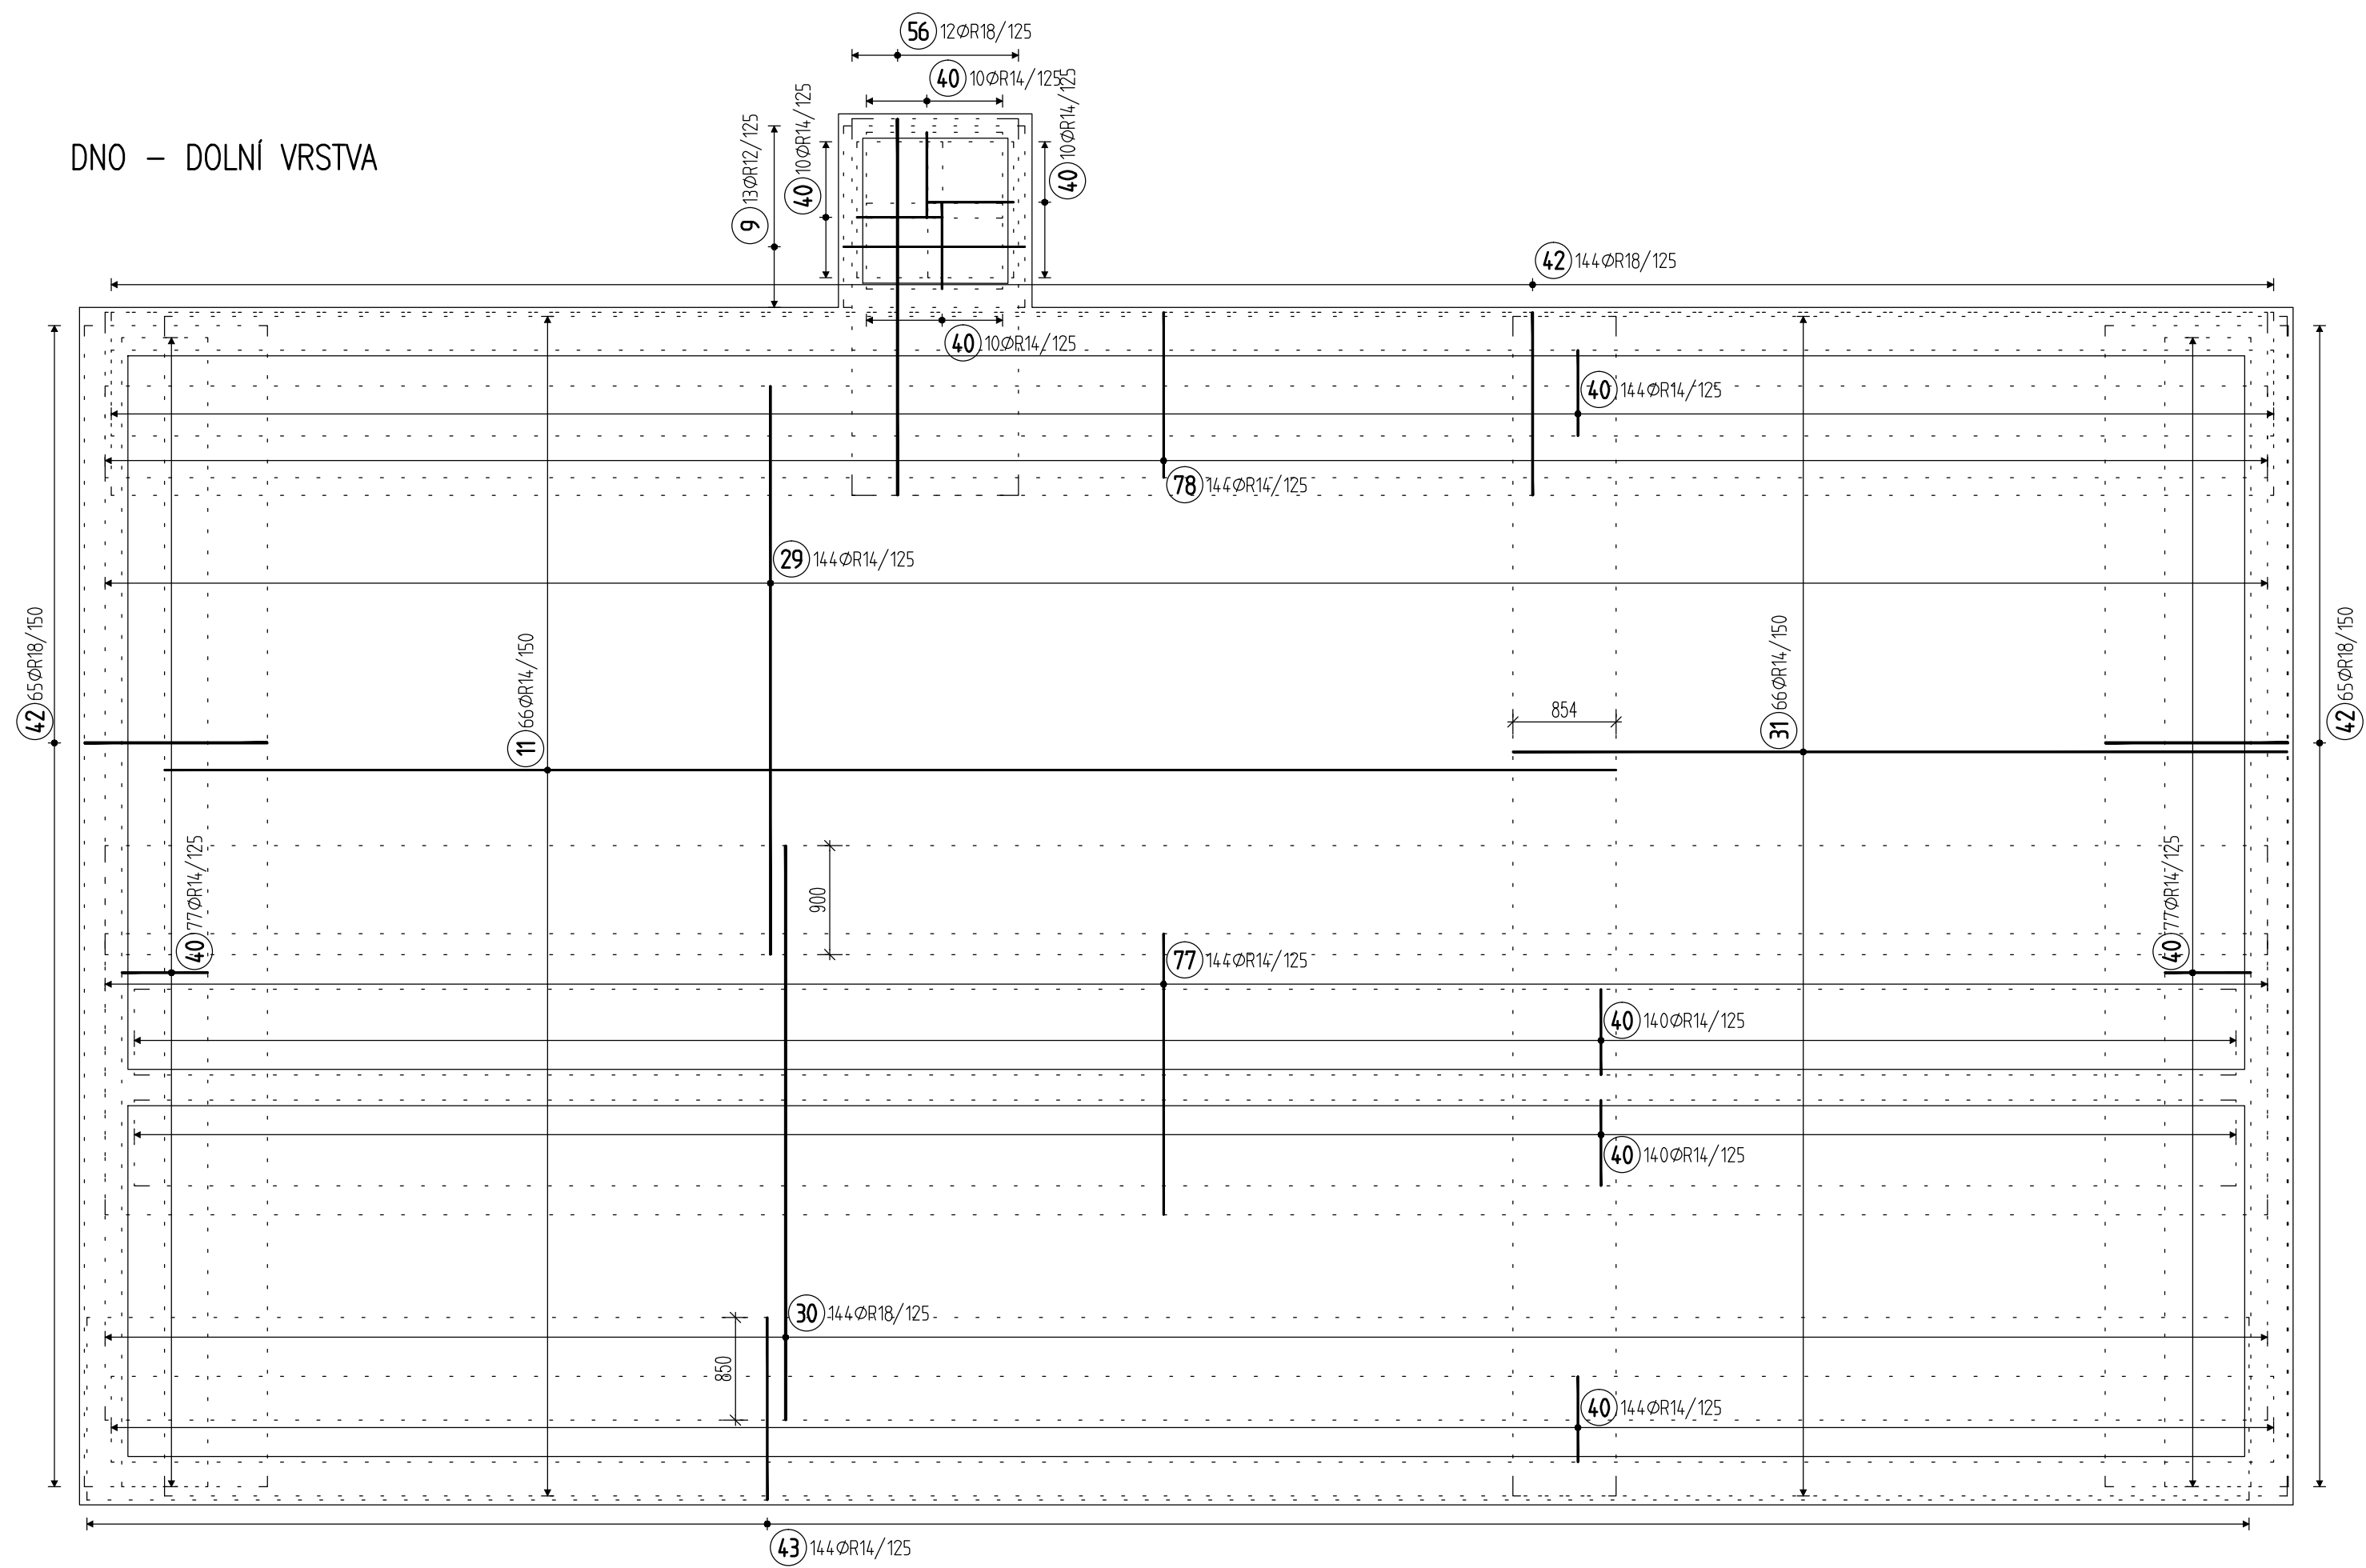 56 12ØR18/125
40 10ØR14/125
DNO – DOLNÍ VRSTVA
9 13ØR12/125
40 10ØR14/125
40 10ØR14/125
42 144ØR18/125
40 10ØR14/125
40 144ØR14/125
78 144ØR14/125
29 144ØR14/125
42 65ØR18/150
11 66ØR14/150
854
31 66ØR14/150
42 65ØR18/150
40 77ØR14/125
900
77 144ØR14/125
40 77ØR14/125
40 140ØR14/125
40 140ØR14/125
30 144ØR18/125
850
40 144ØR14/125
43 144ØR14/125